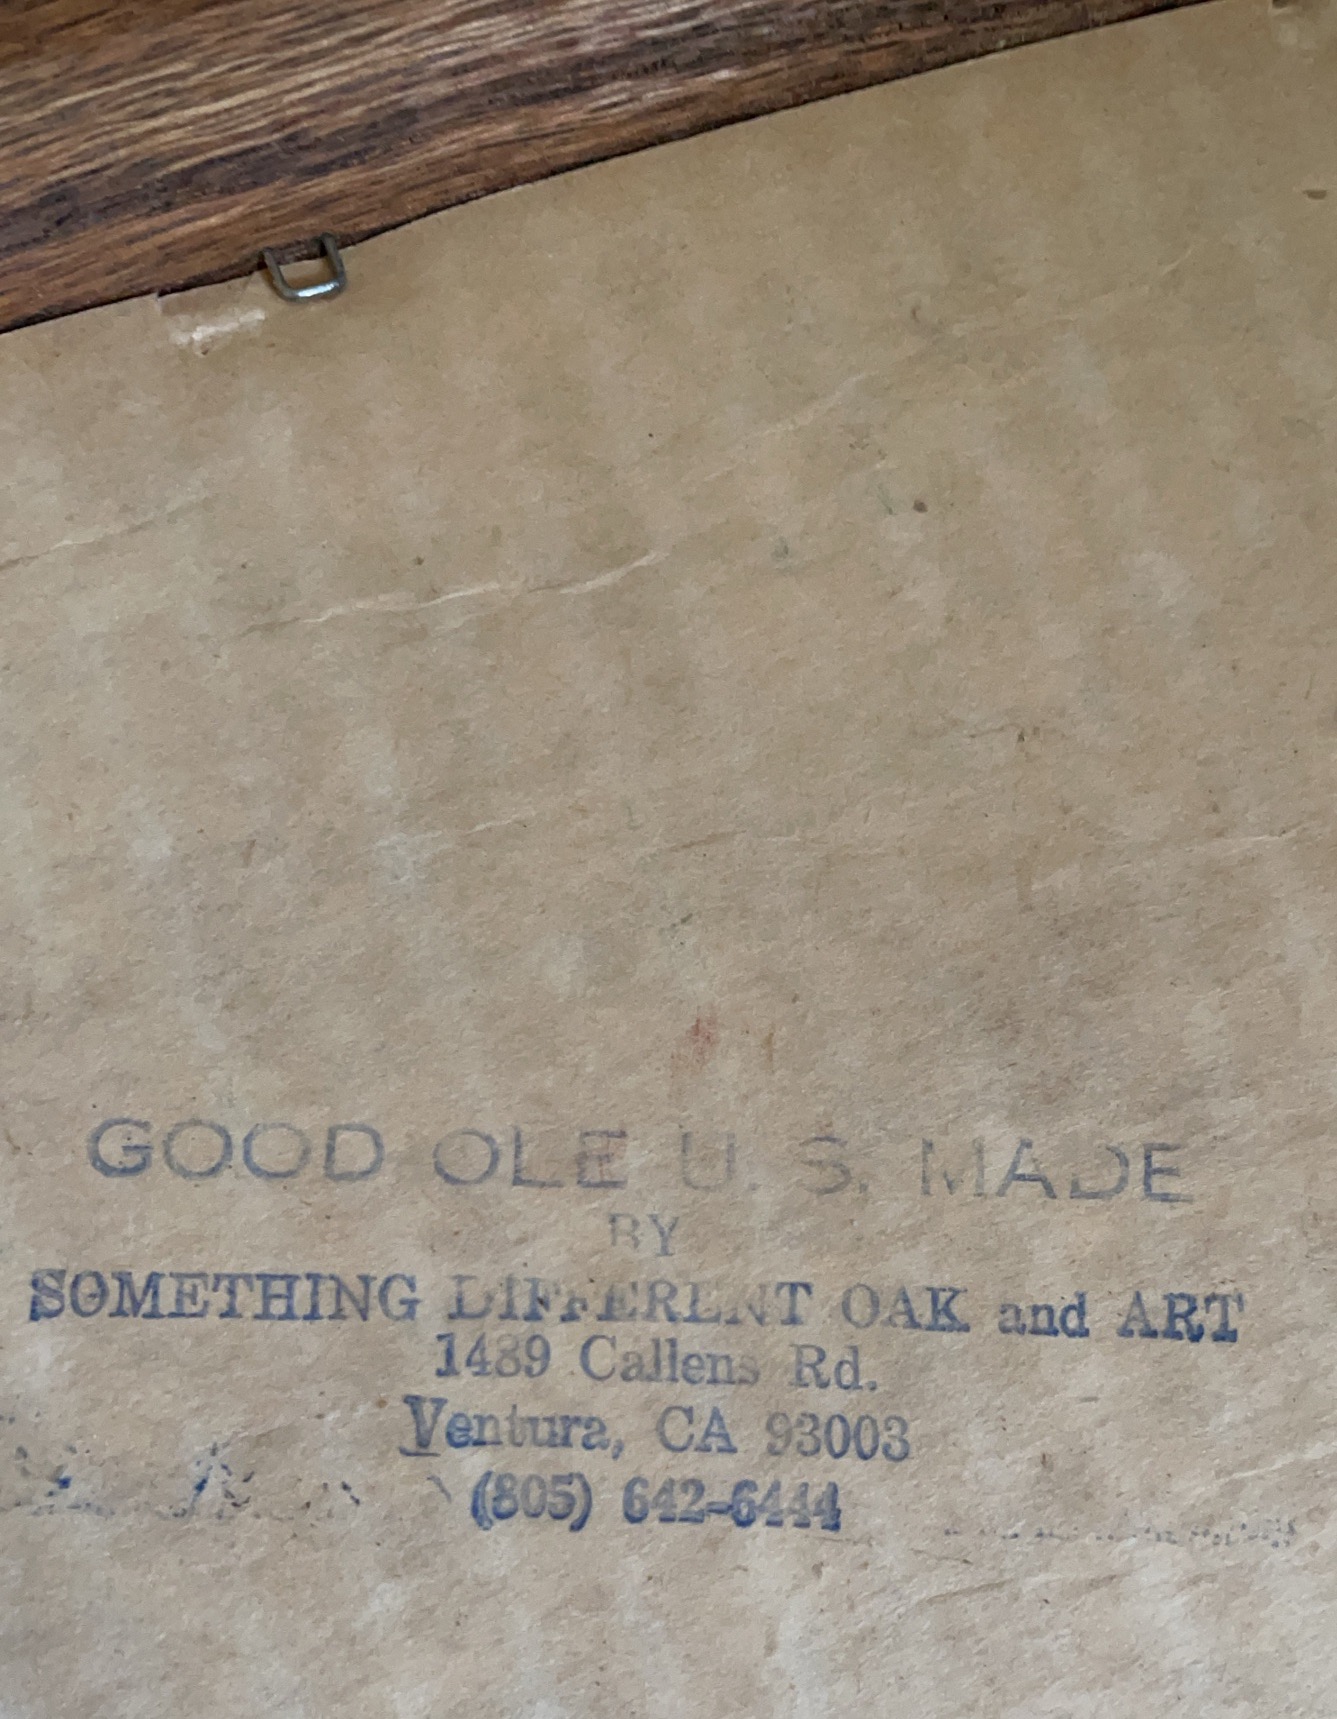 GOOD OLE U. S. MADE
BY
SOMETHING DIFFERENT OAK and ART
1489 Callens Rd.
Ventura, CA 93003
(805) 642-6444